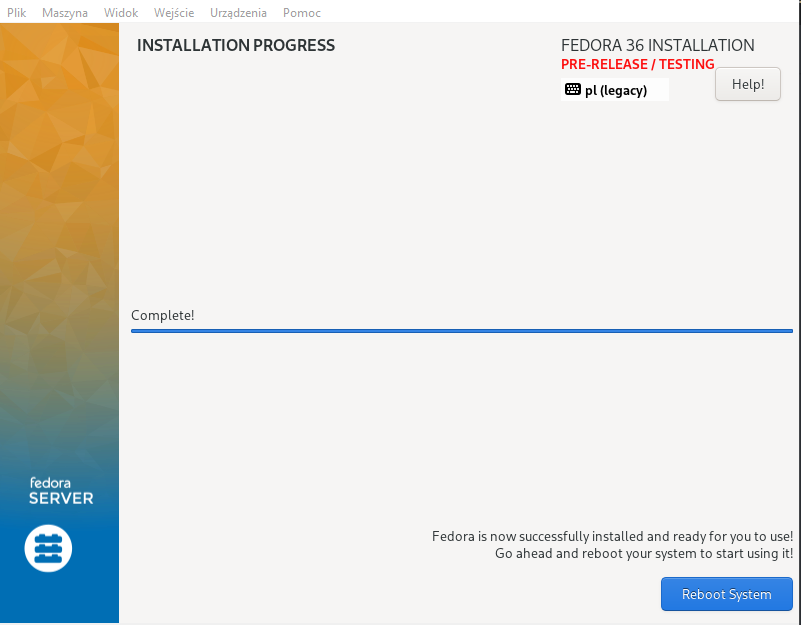 Plik Maszyna Widok Wejście Urządzenia Pomoc
INSTALLATION PROGRESS
FEDORA 36 INSTALLATION
PRE-RELEASE / TESTING
pl (legacy)
Help!
Complete!
fedora
SERVER
Fedora is now successfully installed and ready for you to use!
Go ahead and reboot your system to start using it!
Reboot System